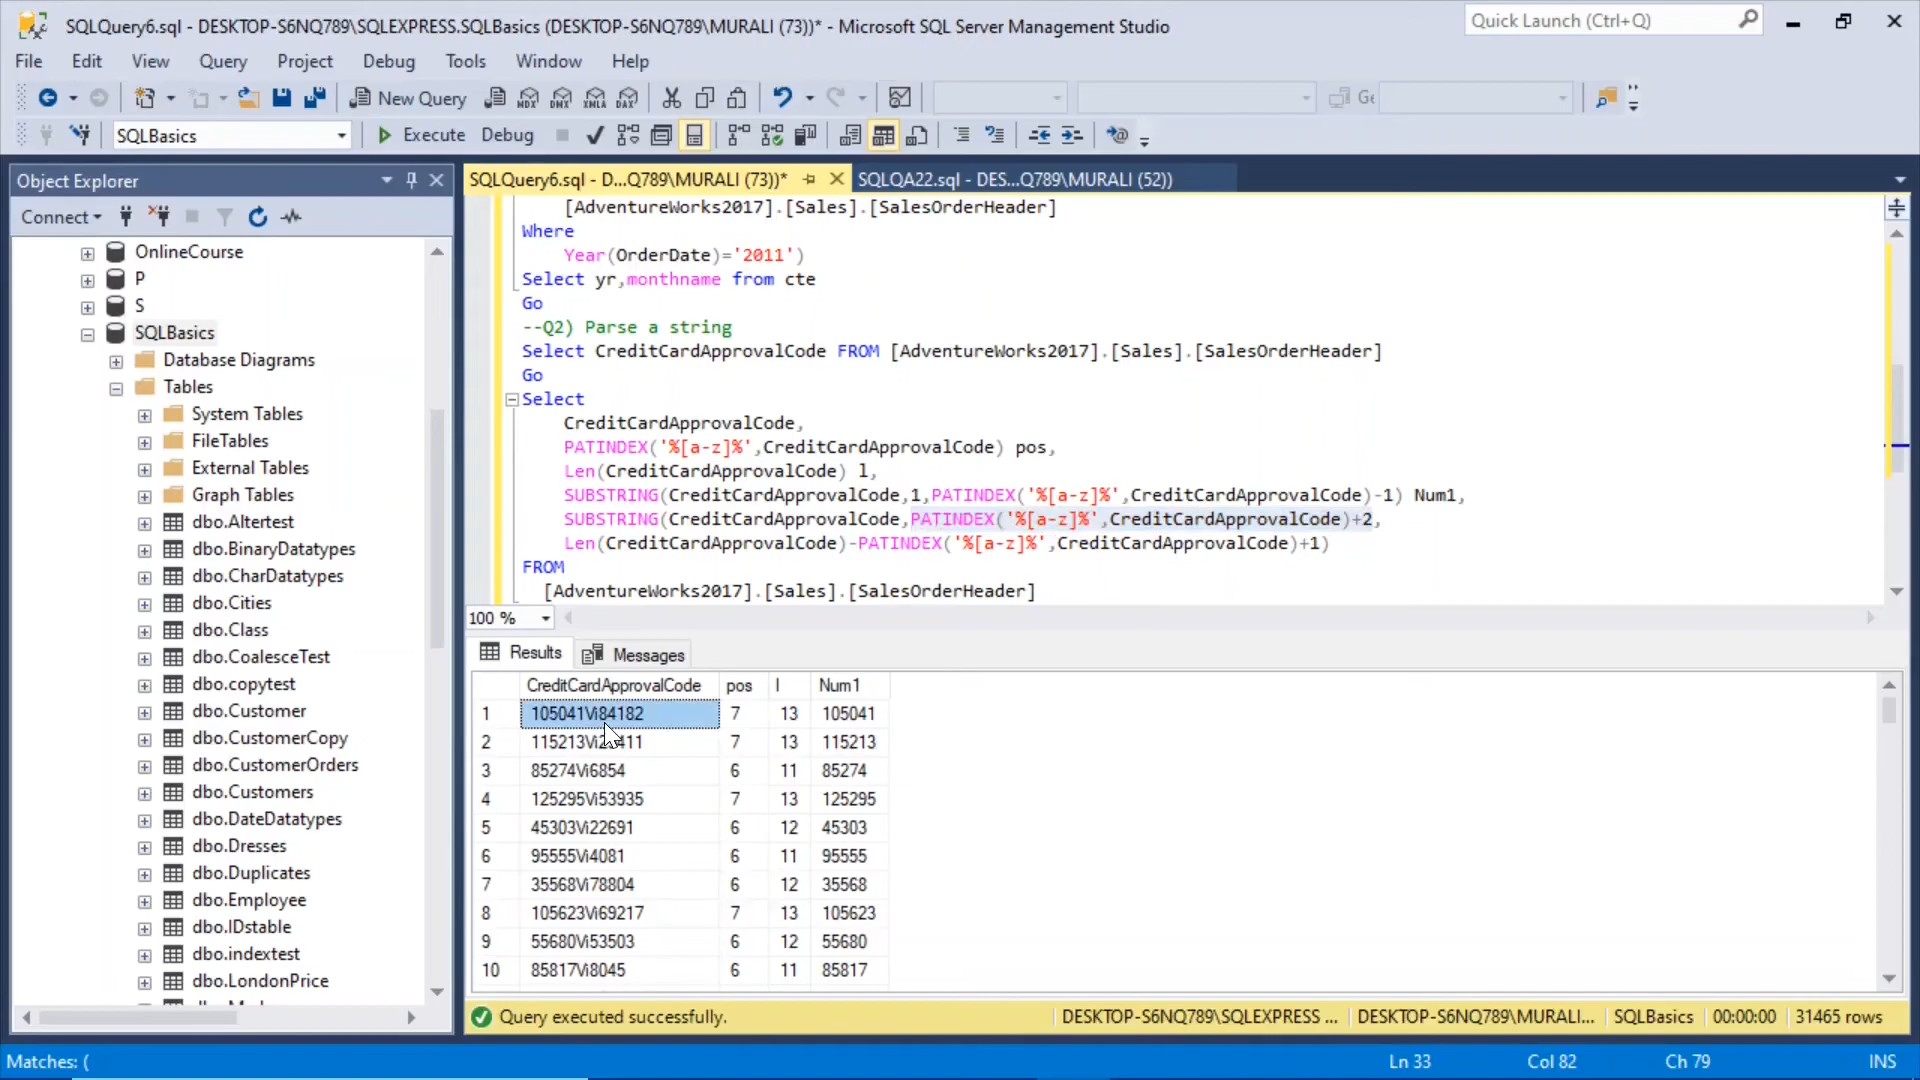 SQLQuery6.sql - DESKTOP-S6NQ789\SQLEXPRESS.SQLBasics (DESKTOP-S6NQ789\MURALI (73))* - Microsoft SQL Server Management Studio
Quick Launch (Ctrl+Q)
File Edit View Query Project Debug Tools Window Help
New Query MDX DMX XMLA DAX
SQLBasics Execute Debug
Object Explorer
SQLQuery6.sql - D...Q789\MURALI (73))*
SQLQA22.sql - DES...Q789\MURALI (52))
Connect
OnlineCourse
P
S
SQLBasics
Database Diagrams
Tables
System Tables
FileTables
External Tables
Graph Tables
dbo.Altertest
dbo.BinaryDatatypes
dbo.CharDatatypes
dbo.Cities
dbo.Class
dbo.CoalesceTest
dbo.copytest
dbo.Customer
dbo.CustomerCopy
dbo.CustomerOrders
dbo.Customers
dbo.DateDatatypes
dbo.Dresses
dbo.Duplicates
dbo.Employee
dbo.IDstable
dbo.indextest
dbo.LondonPrice
[AdventureWorks2017].[Sales].[SalesOrderHeader]
Where
Year(OrderDate)='2011')
Select yr,monthname from cte
Go
--Q2) Parse a string
Select CreditCardApprovalCode FROM [AdventureWorks2017].[Sales].[SalesOrderHeader]
Go
Select
CreditCardApprovalCode,
PATINDEX('%[a-z]%',CreditCardApprovalCode) pos,
Len(CreditCardApprovalCode) l,
SUBSTRING(CreditCardApprovalCode,1,PATINDEX('%[a-z]%',CreditCardApprovalCode)-1) Num1,
SUBSTRING(CreditCardApprovalCode,PATINDEX('%[a-z]%',CreditCardApprovalCode)+2,
Len(CreditCardApprovalCode)-PATINDEX('%[a-z]%',CreditCardApprovalCode)+1)
FROM
[AdventureWorks2017].[Sales].[SalesOrderHeader]
100 %
Results Messages
CreditCardApprovalCode pos l Num1
1 105041Vi84182 7 13 105041
2 7 13 115213
3 85274Vi6854 6 11 85274
4 125295Vi53935 7 13 125295
5 45303Vi22691 6 12 45303
6 95555Vi4081 6 11 95555
7 35568Vi78804 6 12 35568
8 105623Vi69217 7 13 105623
9 55680Vi53503 6 12 55680
10 85817Vi8045 6 11 85817
Query executed successfully. DESKTOP-S6NQ789\SQLEXPRESS ... DESKTOP-S6NQ789\MURALI... SQLBasics 00:00:00 31465 rows
Matches: ( Ln 33 Col 82 Ch 79 INS